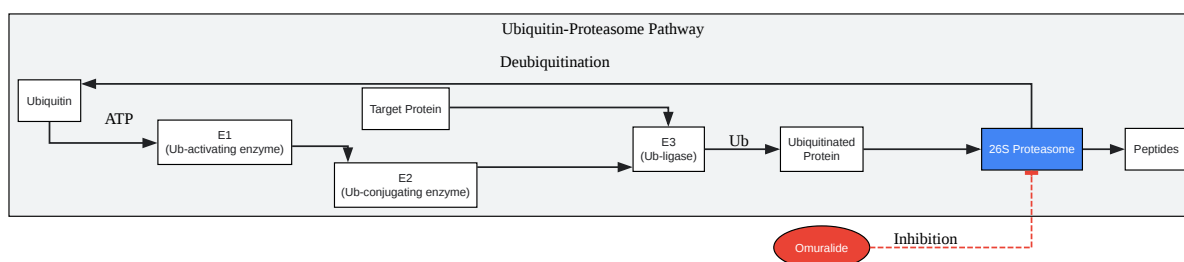 Ubiquitin-Proteasome Pathway
Deubiquitination
Ubiquitin
ATP
Target Protein
E1
(Ub-activating enzyme)
E2
(Ub-conjugating enzyme)
E3
(Ub-ligase)
Ub
Ubiquitinated
Protein
26S Proteasome
Peptides
Omuralide
Inhibition